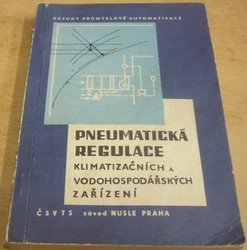 ZÁVODY PRŮMYSLOVÉ AUTOMATISACE
PNEUMATICKÁ
REGULACE
KLIMATIZAČNÍCH A
VODOHOSPODÁŘSKÝCH
ZAŘÍZENÍ
ČSVTS závod NUSLE PRAHA